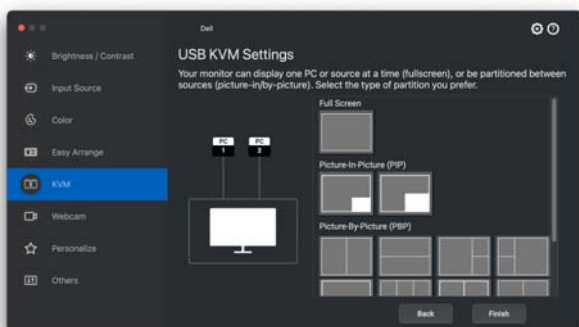 Dell
Brightness / Contrast
Input Source
Color
Easy Arrange
KVM
Webcam
Personalize
Others
USB KVM Settings
Your monitor can display one PC or source at a time (fullscreen), or be partitioned between
sources (picture-in/by-picture). Select the type of partition you prefer.
PC
1
PC
2
Full Screen
Picture-In-Picture (PIP)
Picture-By-Picture (PBP)
Back
Finish